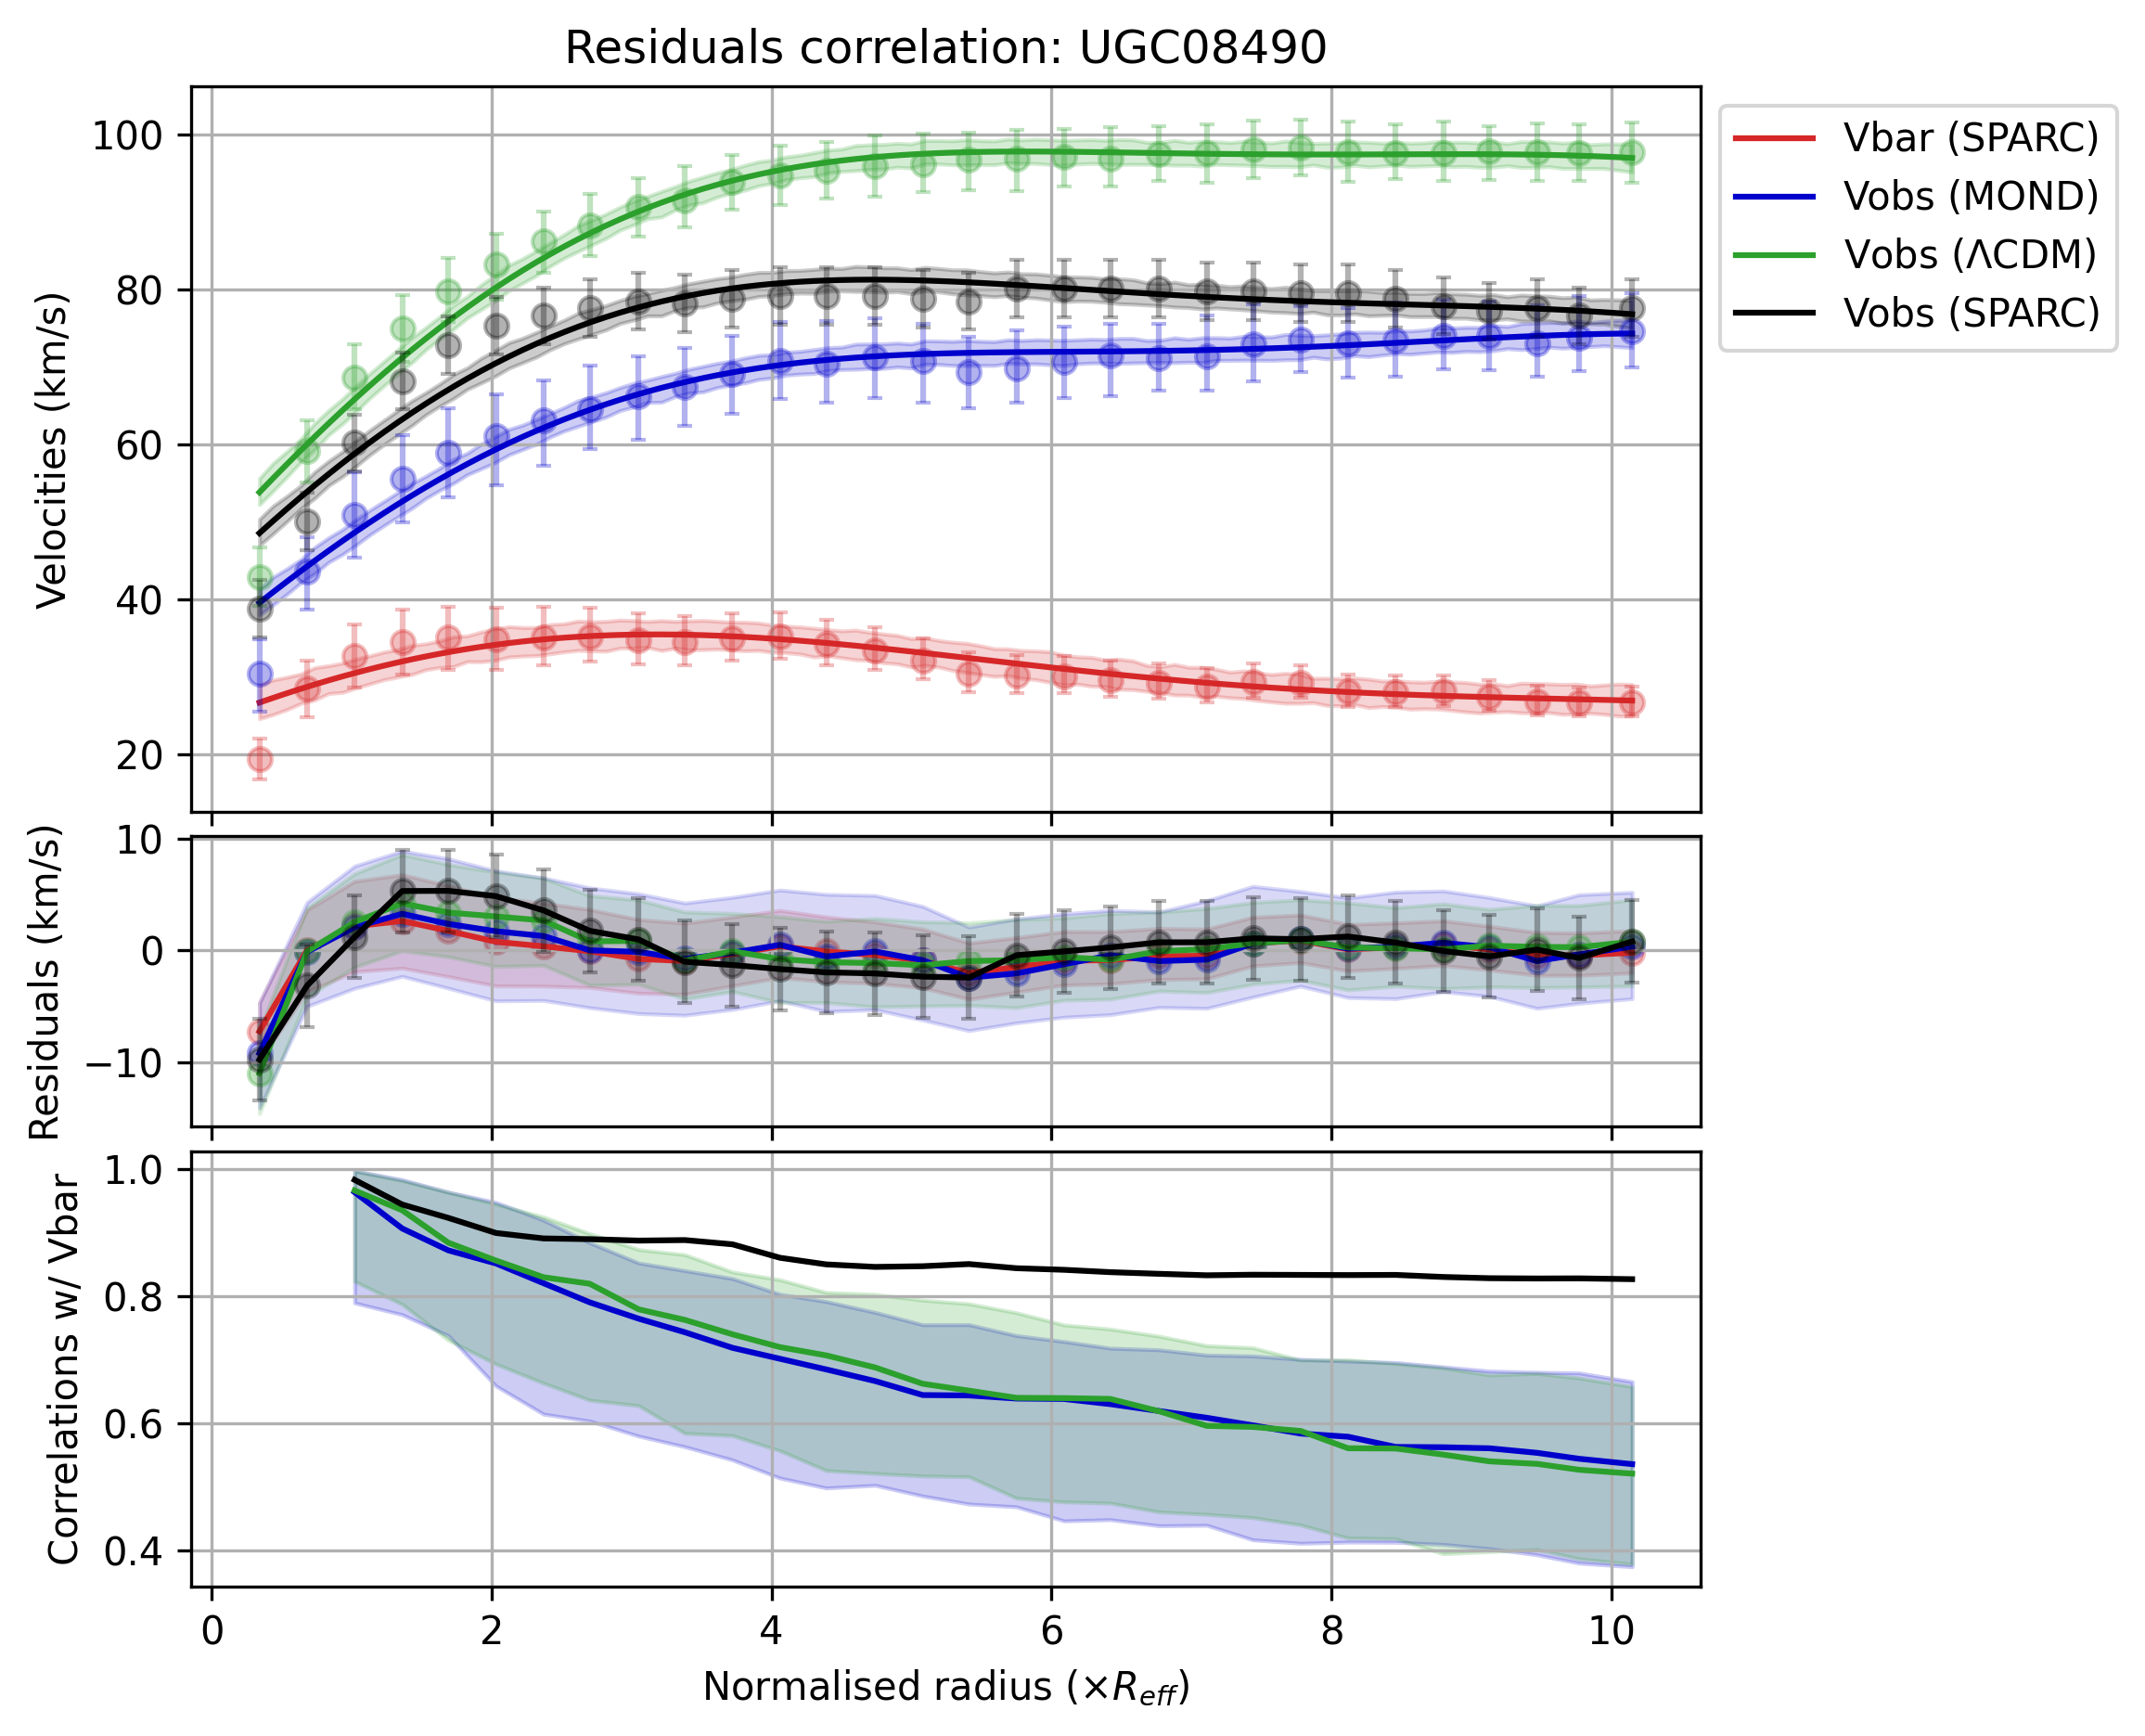 Residuals correlation: UGC08490
Velocities (km/s)
100
80
60
40
20
Vbar (SPARC)
Vobs (MOND)
Vobs (ΛCDM)
Vobs (SPARC)
Residuals (km/s)
10
0
−10
Correlations w/ Vbar
1.0
0.8
0.6
0.4
0 2 4 6 8 10
Normalised radius (×R_eff)